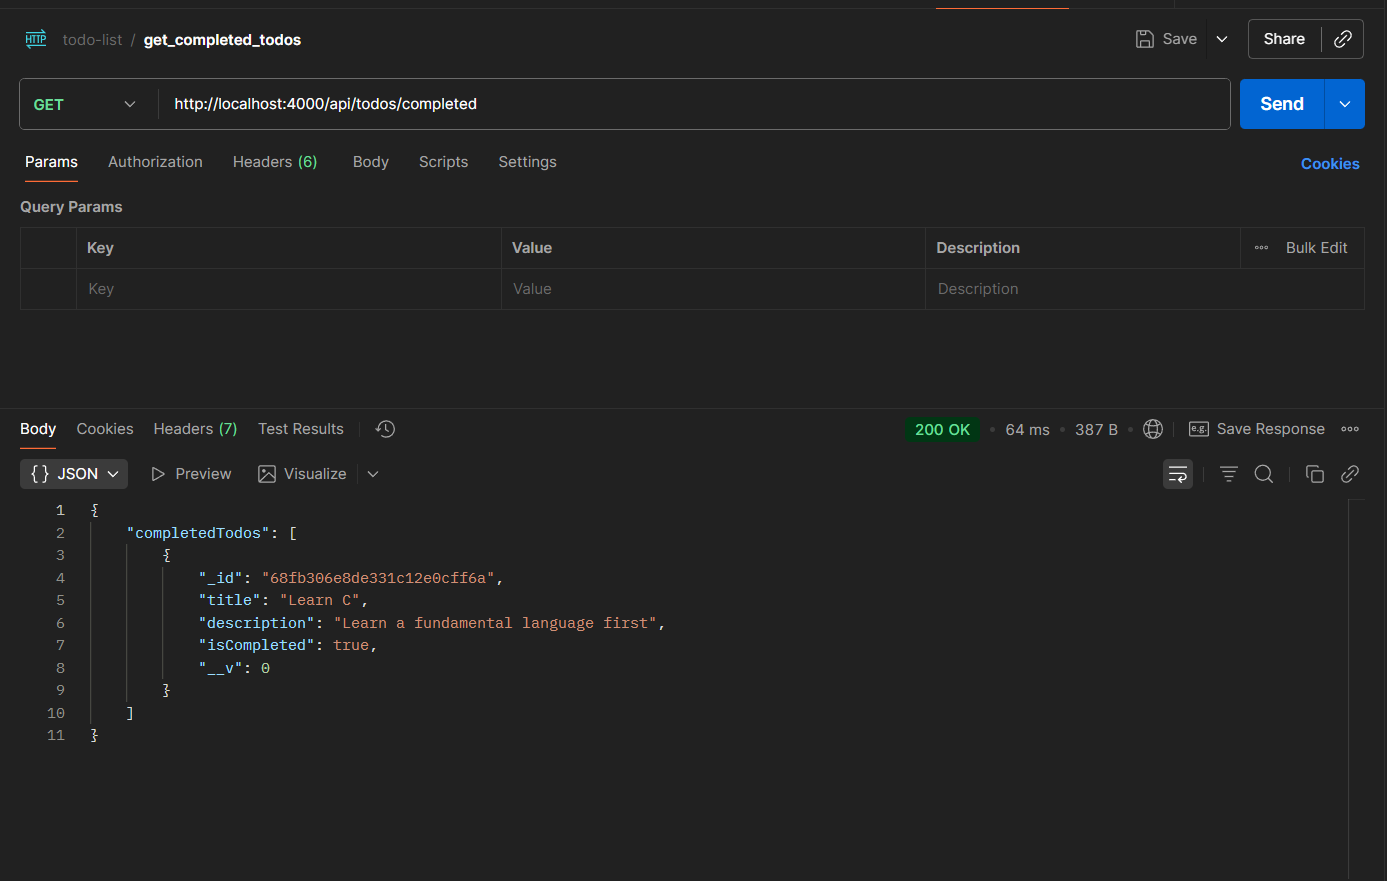 HTTP todo-list / get_completed_todos Save Share
GET http://localhost:4000/api/todos/completed Send
Params Authorization Headers (6) Body Scripts Settings Cookies
Query Params
Key Value Description Bulk Edit
Key Value Description
Body Cookies Headers (7) Test Results 200 OK 64 ms 387 B e.g. Save Response
{} JSON Preview Visualize
1 {
2 "completedTodos": [
3 {
4 "_id": "68fb306e8de331c12e0cff6a",
5 "title": "Learn C",
6 "description": "Learn a fundamental language first",
7 "isCompleted": true,
8 "__v": 0
9 }
10 ]
11 }